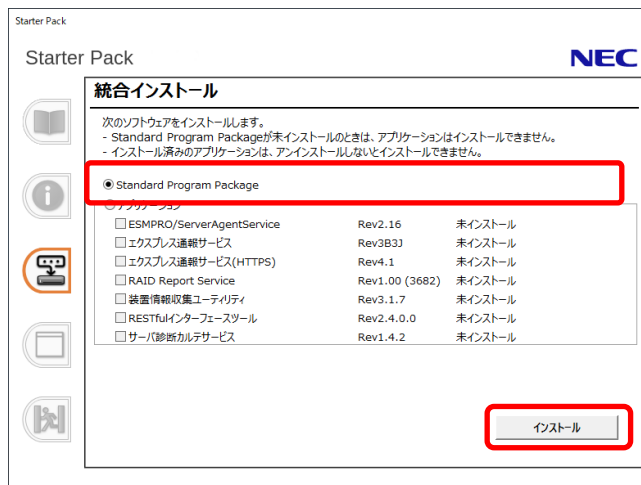 Starter Pack
Starter Pack NEC
統合インストール
次のソフトウェアをインストールします。
- Standard Program Packageが未インストールのときは、アプリケーションはインストールできません。
- インストール済みのアプリケーションは、アンインストールしないとインストールできません。
Standard Program Package
アプリケーション
ESMPRO/ServerAgentService Rev2.16 未インストール
エクスプレス通報サービス Rev3B3J 未インストール
エクスプレス通報サービス(HTTPS) Rev4.1 未インストール
RAID Report Service Rev1.00 (3682) 未インストール
装置情報収集ユーティリティ Rev3.1.7 未インストール
RESTfulインターフェースツール Rev2.4.0.0 未インストール
サーバ診断カルテサービス Rev1.4.2 未インストール
インストール